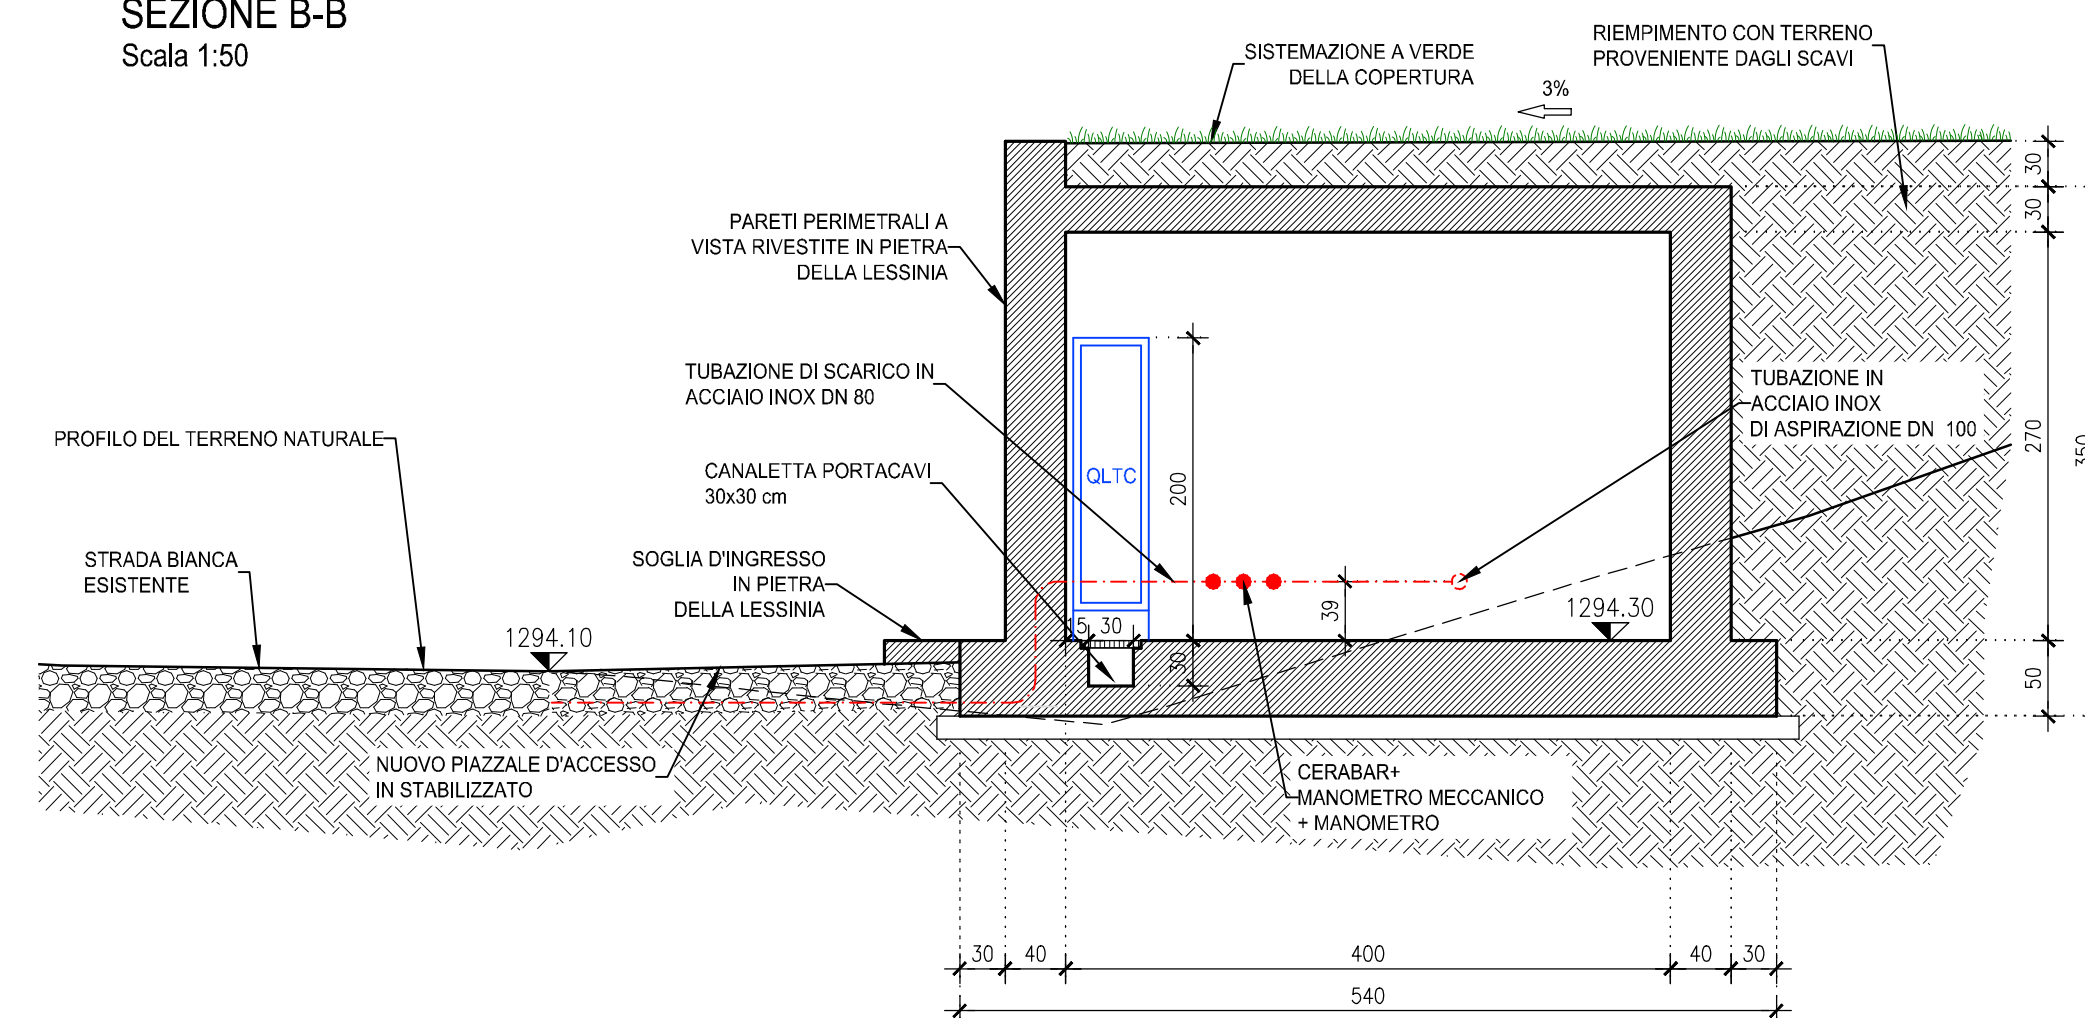 SEZIONE B-B
Scala 1:50
SISTEMAZIONE A VERDE
DELLA COPERTURA
RIEMPIMENTO CON TERRENO
PROVENIENTE DAGLI SCAVI
3%
30
30
PARETI PERIMETRALI A
VISTA RIVESTITE IN PIETRA
DELLA LESSINIA
TUBAZIONE DI SCARICO IN
ACCIAIO INOX DN 80
TUBAZIONE IN
ACCIAIO INOX
DI ASPIRAZIONE DN 100
270
350
PROFILO DEL TERRENO NATURALE
CANALETTA PORTACAVI
30x30 cm
QLTC
200
STRADA BIANCA
ESISTENTE
SOGLIA D'INGRESSO
IN PIETRA
DELLA LESSINIA
1294.10
15
30
39
1294.30
30
50
NUOVO PIAZZALE D'ACCESSO
IN STABILIZZATO
CERABAR+
MANOMETRO MECCANICO
+ MANOMETRO
30
40
400
40
30
540